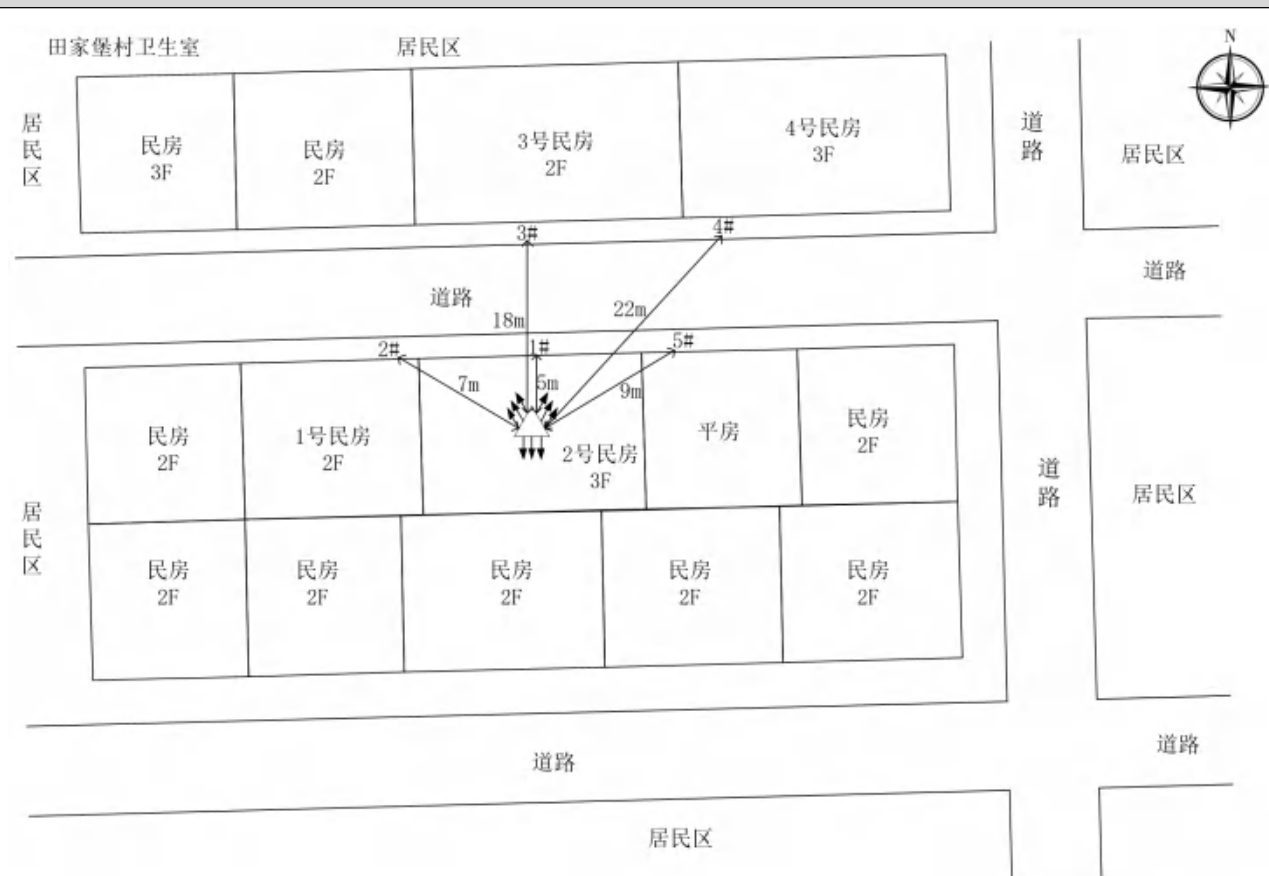 田家堡村卫生室
居民区
N
居民区
民房
3F
民房
2F
3号民房
2F
4号民房
3F
道路
居民区
3#
4#
道路
道路
18m
22m
2#
1#
5#
7m
5m
9m
民房
2F
1号民房
2F
2号民房
3F
平房
民房
2F
道路
居民区
居民区
民房
2F
民房
2F
民房
2F
民房
2F
民房
2F
道路
道路
居民区